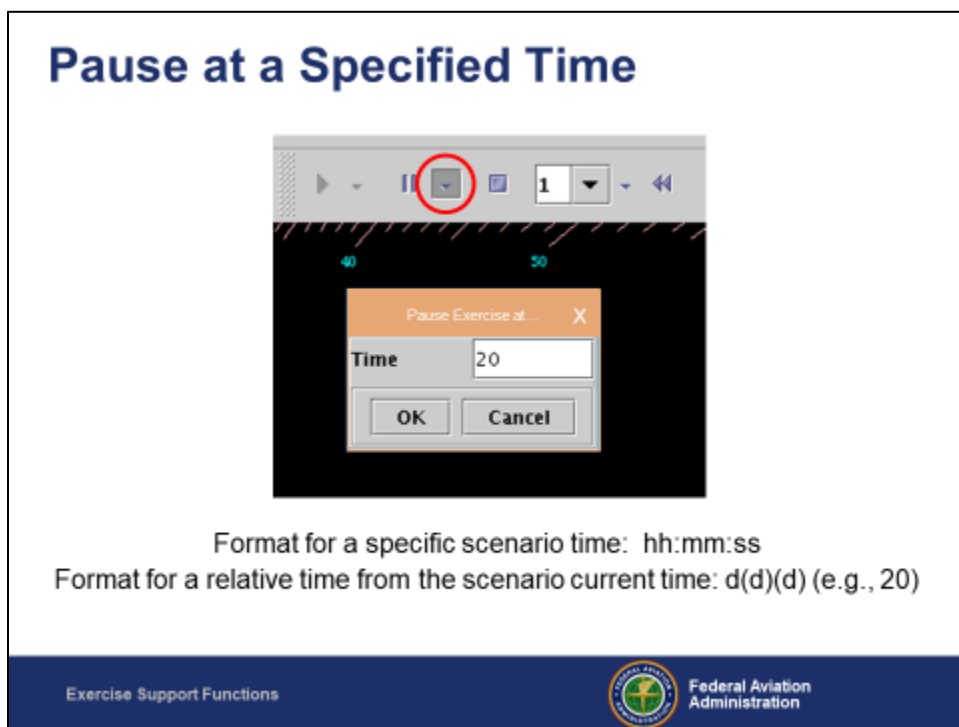 Pause at a Specified Time
1
40 50
Pause Exercise at... X
Time 20
OK Cancel
Format for a specific scenario time: hh:mm:ss
Format for a relative time from the scenario current time: d(d)(d) (e.g., 20)
Exercise Support Functions
Federal Aviation
Administration